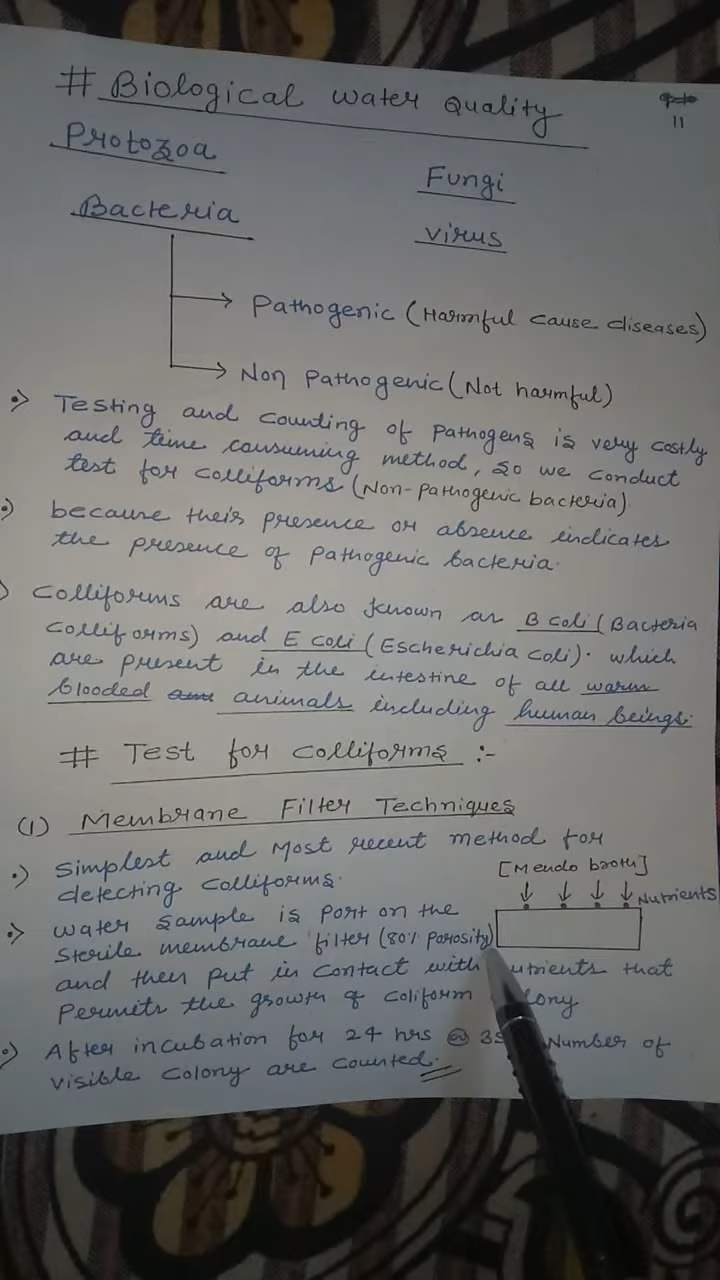 # Biological Water Quality
11
Protozoa
Fungi
Bacteria
Virus
Pathogenic (Harmful cause diseases)
Non Pathogenic (Not harmful)
Testing and counting of pathogens is very costly
and time consuming method, so we conduct
test for colliforms (Non-pathogenic bacteria)
because their presence or absence indicates
the presence of pathogenic bacteria.
Colliforms are also known as B coli (Bacteria
colliforms) and E coli (Escherichia coli). which
are present in the intestine of all warm
blooded animals including human beings.
# Test for colliforms :-
(1) Membrane Filter Techniques
Simplest and Most recent method for
detecting colliforms.
[Mendo broth]
Nutrients
Water sample is port on the
sterile membrane filter (80% Porosity)
and then put in contact with utrients that
Permits the growth of coliform lony
After incubation for 24 hrs @ 35 Number of
visible colony are counted.